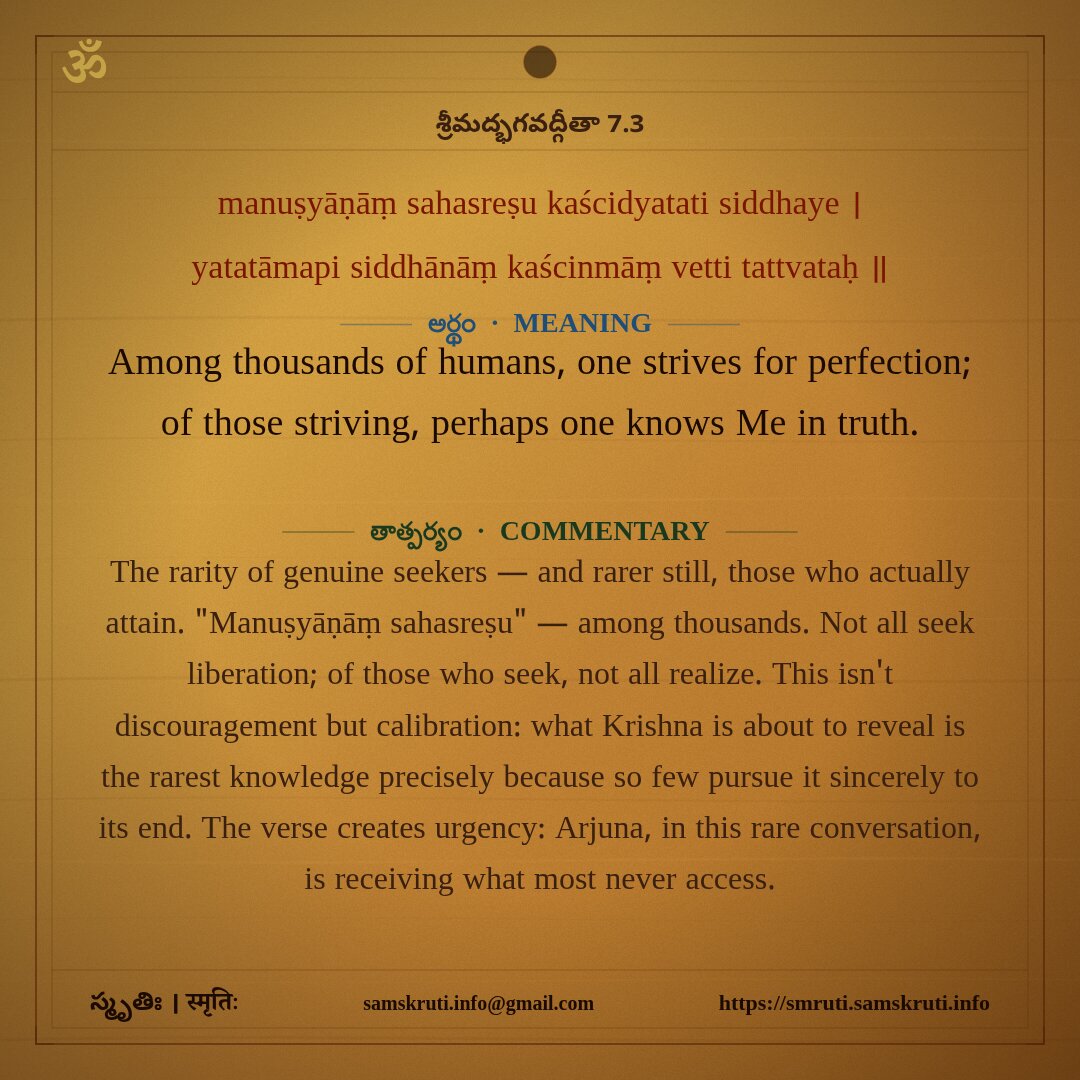 ॐ
శ్రీమద్భగవద్గీతా 7.3
manuṣyāṇāṃ sahasreṣu kaścidyatati siddhaye |
yatatāmapi siddhānāṃ kaścinmāṃ vetti tattvataḥ ||
అర్థం · MEANING
Among thousands of humans, one strives for perfection;
of those striving, perhaps one knows Me in truth.
తాత్పర్యం · COMMENTARY
The rarity of genuine seekers — and rarer still, those who actually
attain. "Manuṣyāṇāṃ sahasreṣu" — among thousands. Not all seek
liberation; of those who seek, not all realize. This isn't
discouragement but calibration: what Krishna is about to reveal is
the rarest knowledge precisely because so few pursue it sincerely to
its end. The verse creates urgency: Arjuna, in this rare conversation,
is receiving what most never access.
స్మృతిః | स्मृतिः samskruti.info@gmail.com https://smruti.samskruti.info